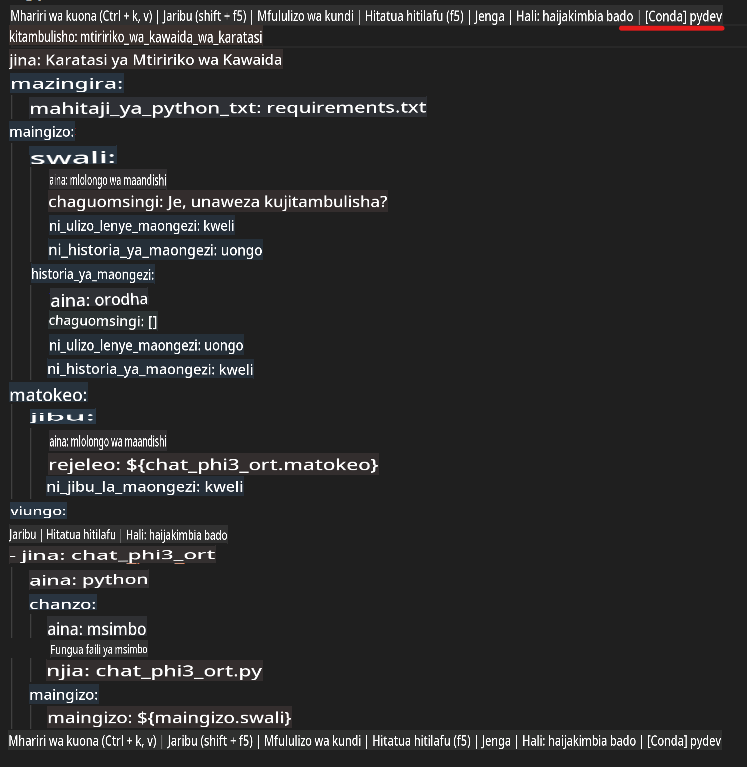 Mhariri wa kuona (Ctrl + k, v) | Jaribu (shift + f5) | Mfululizo wa kundi | Hitatua hitilafu (f5) | Jenga | Hali: haijakimbia bado | [Conda] pydev
kitambulisho: mtiririko_wa_kawaida_wa_karatasi
jina: Karatasi ya Mtiririko wa Kawaida
mazingira:
mahitaji_ya_python_txt: requirements.txt
maingizo:
swali:
aina: mlolongo wa maandishi
chaguomsingi: Je, unaweza kujitambulisha?
ni_ulizo_lenye_maongezi: kweli
ni_historia_ya_maongezi: uongo
historia_ya_maongezi:
aina: orodha
chaguomsingi: []
ni_ulizo_lenye_maongezi: uongo
ni_historia_ya_maongezi: kweli
matokeo:
jibu:
aina: mlolongo wa maandishi
rejeleo: ${chat_phi3_ort.matokeo}
ni_jibu_la_maongezi: kweli
viungo:
Jaribu | Hitatua hitilafu | Hali: haijakimbia bado
- jina: chat_phi3_ort
aina: python
chanzo:
aina: msimbo
Fungua faili ya msimbo
njia: chat_phi3_ort.py
maingizo:
maingizo: ${maingizo.swali}
Mhariri wa kuona (Ctrl + k, v) | Jaribu (shift + f5) | Mfululizo wa kundi | Hitatua hitilafu (f5) | Jenga | Hali: haijakimbia bado | [Conda] pydev